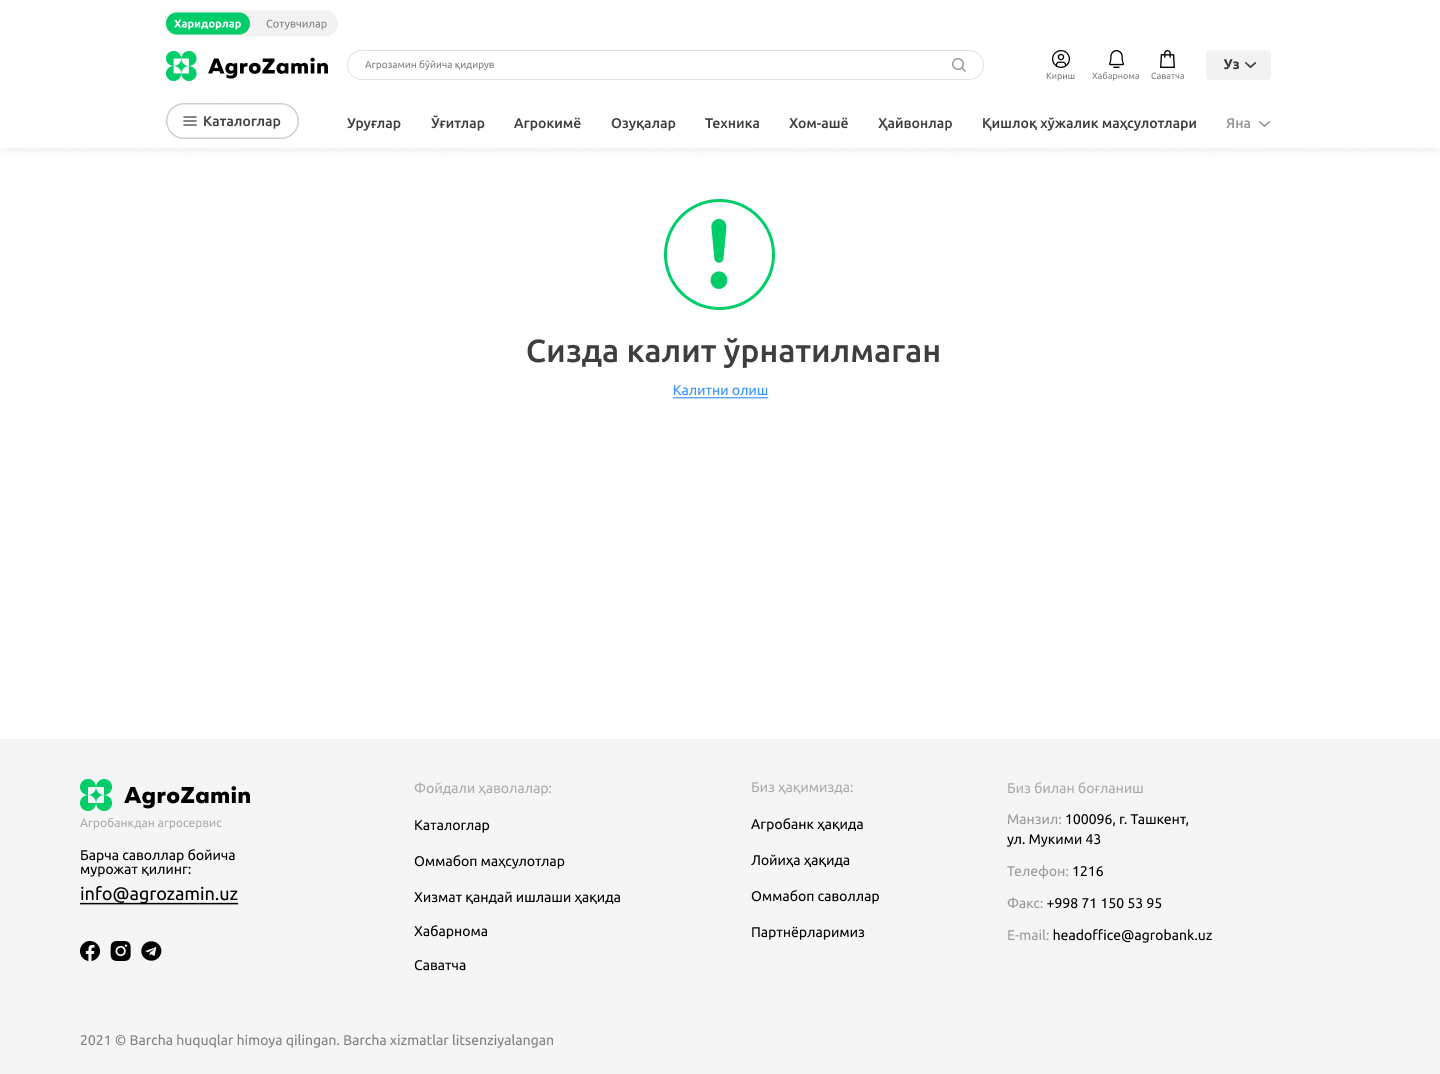 Харидорлар Сотувчилар
AgroZamin
Агрозамин бўйича қидирув
Кириш Хабарнома Саватча
Уз
Каталоглар Уруғлар Ўғитлар Агрокимё Озуқалар Техника Хом-ашё Ҳайвонлар Қишлоқ хўжалик маҳсулотлари Яна
Сизда калит ўрнатилмаган
Калитни олиш
AgroZamin
Агробанкдан агросервис
Барча саволлар бойича
мурожат қилинг:
info@agrozamin.uz
Фойдали ҳаволалар:
Каталоглар
Оммабоп маҳсулотлар
Хизмат қандай ишлаши ҳақида
Хабарнома
Саватча
Биз ҳақимизда:
Агробанк ҳақида
Лойиҳа ҳақида
Оммабоп саволлар
Партнёрларимиз
Биз билан боғланиш
Манзил: 100096, г. Ташкент,
ул. Мукими 43
Телефон: 1216
Факс: +998 71 150 53 95
E-mail: headoffice@agrobank.uz
2021 © Barcha huquqlar himoya qilingan. Barcha xizmatlar litsenziyalangan